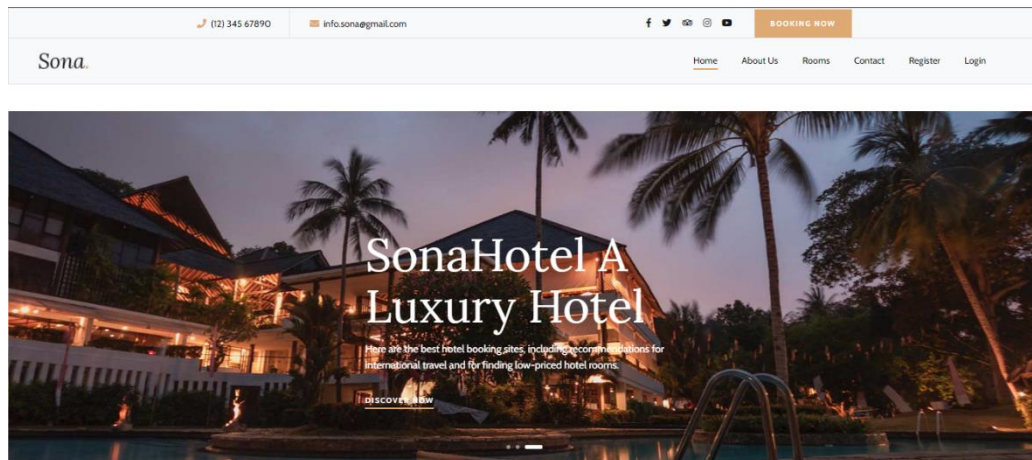 (12) 345 67890
info.sona@gmail.com
BOOKING NOW
Sona.
Home
About Us
Rooms
Contact
Register
Login
SonaHotel A
Luxury Hotel
Here are the best hotel booking sites, including recommendations for
international travel and for finding low-priced hotel rooms.
DISCOVER NOW